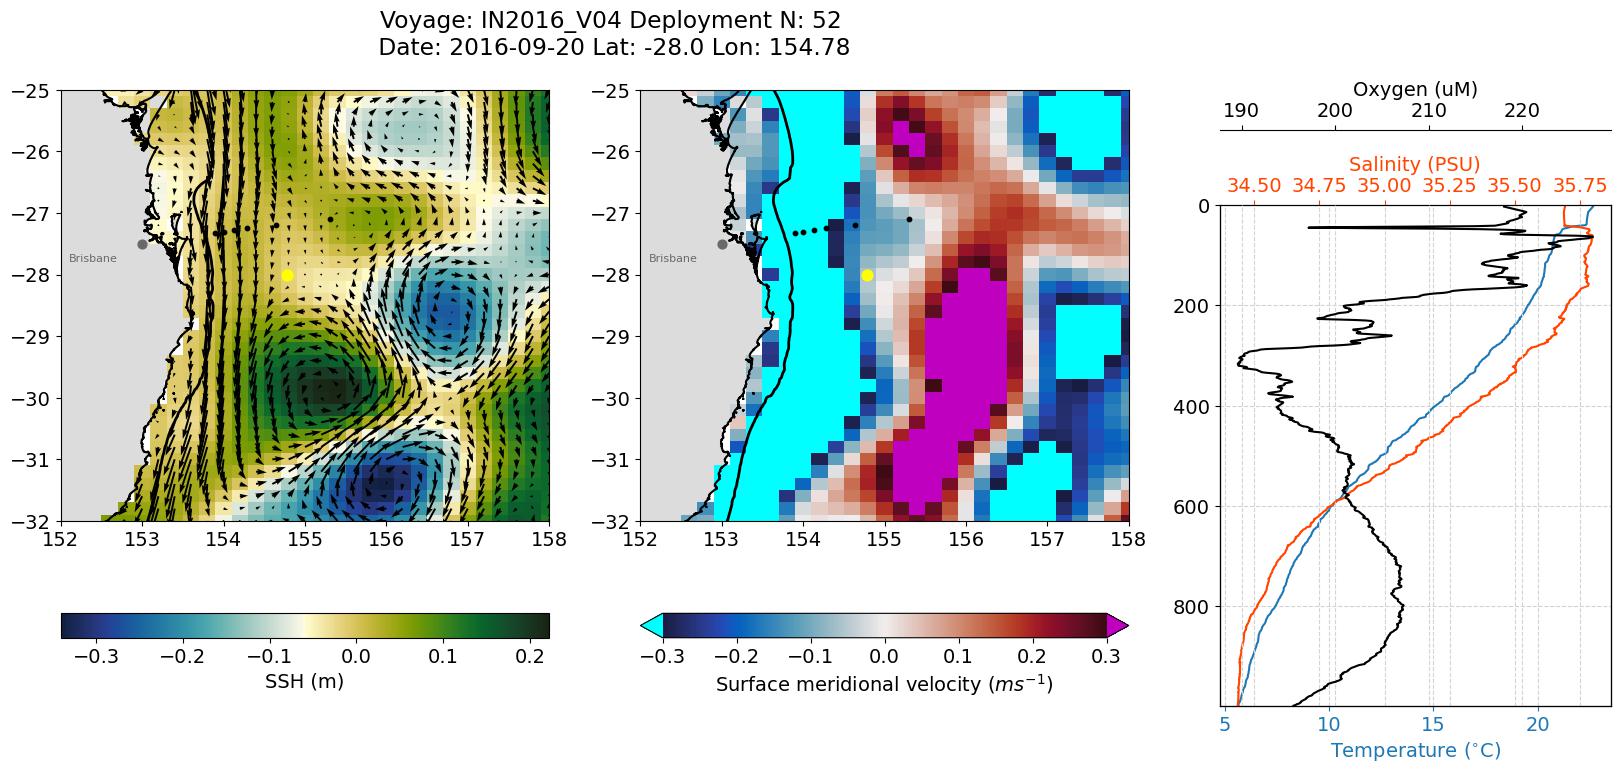 Voyage: IN2016_V04 Deployment N: 52
Date: 2016-09-20 Lat: -28.0 Lon: 154.78
−25
−26
−27
−28
−29
−30
−31
−32
152 153 154 155 156 157 158
Brisbane
−0.3 −0.2 −0.1 0.0 0.1 0.2
SSH (m)
−25
−26
−27
−28
−29
−30
−31
−32
152 153 154 155 156 157 158
Brisbane
−0.3 −0.2 −0.1 0.0 0.1 0.2 0.3
Surface meridional velocity (ms⁻¹)
Oxygen (uM)
190 200 210 220
Salinity (PSU)
34.50 34.75 35.00 35.25 35.50 35.75
0
200
400
600
800
5 10 15 20
Temperature (°C)